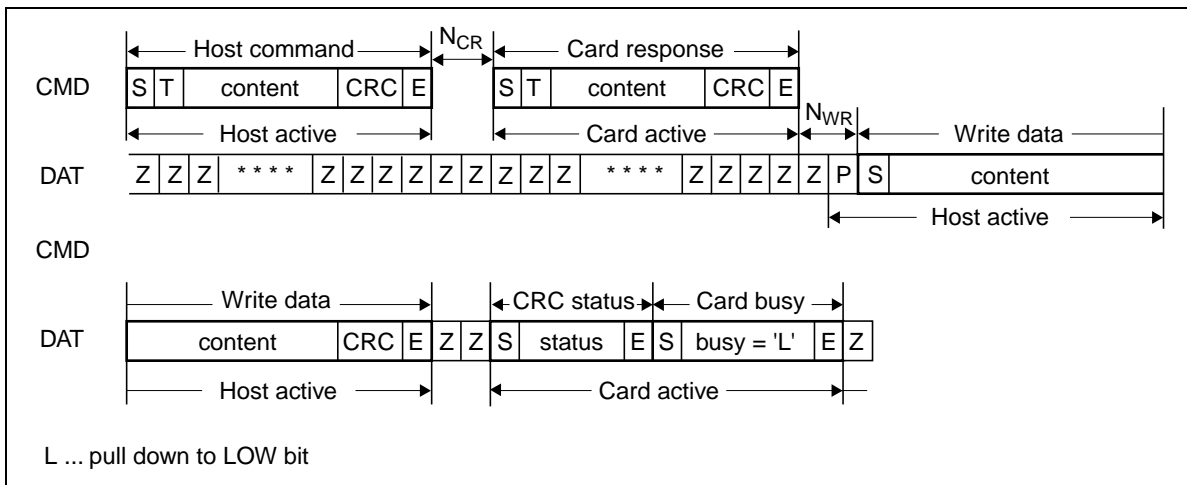 Host command NCR Card response
CMD S T content CRC E S T content CRC E
Host active Card active NWR Write data
DAT Z Z Z * * * * Z Z Z Z Z Z Z Z Z * * * * Z Z Z Z Z P S content
Host active
CMD
Write data CRC status Card busy
DAT content CRC E Z Z S status E S busy = 'L' E Z
Host active Card active
L ... pull down to LOW bit